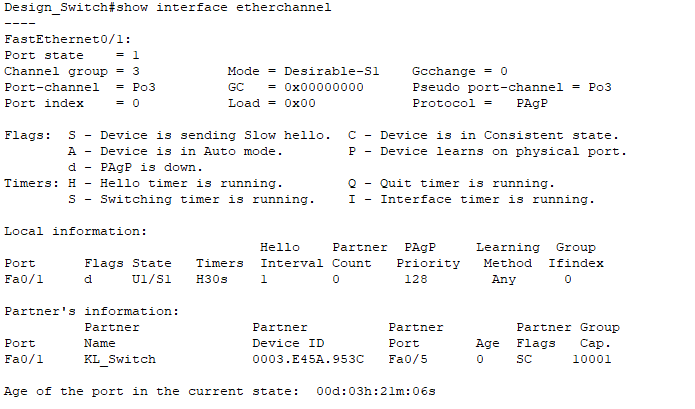 Design_Switch#show interface etherchannel
----
FastEthernet0/1:
Port state    = 1
Channel group = 3         Mode = Desirable-Sl    Gcchange = 0
Port-channel  = Po3       GC   = 0x00000000      Pseudo port-channel = Po3
Port index    = 0         Load = 0x00            Protocol =   PAgP
Flags:  S - Device is sending Slow hello.  C - Device is in Consistent state.
        A - Device is in Auto mode.        P - Device learns on physical port.
        d - PAgP is down.
Timers: H - Hello timer is running.        Q - Quit timer is running.
        S - Switching timer is running.    I - Interface timer is running.
Local information:
                                Hello    Partner  PAgP     Learning  Group
Port      Flags State   Timers  Interval Count    Priority   Method  Ifindex
Fa0/1     d     U1/S1   H30s    1        0         128        Any      0
Partner's information:
          Partner              Partner          Partner         Partner Group
Port      Name                 Device ID        Port       Age  Flags   Cap.
Fa0/1     KL_Switch            0003.E45A.953C   Fa0/5      0    SC      10001
Age of the port in the current state:  00d:03h:21m:06s